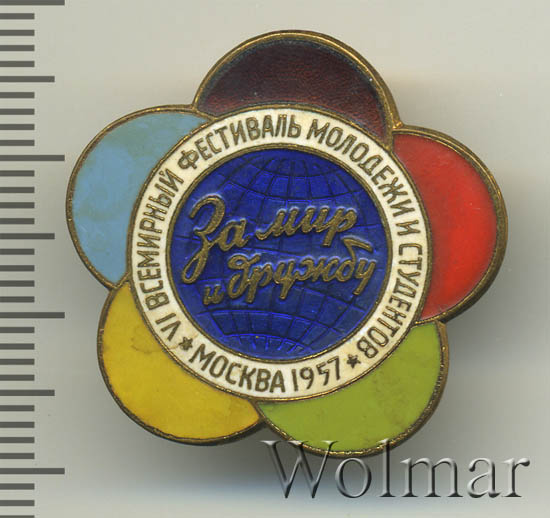 VI ВСЕМИРНЫЙ ФЕСТИВАЛЬ МОЛОДЕЖИ И СТУДЕНТОВ
За мир
и дружбу
★ МОСКВА 1957 ★
Wolmar